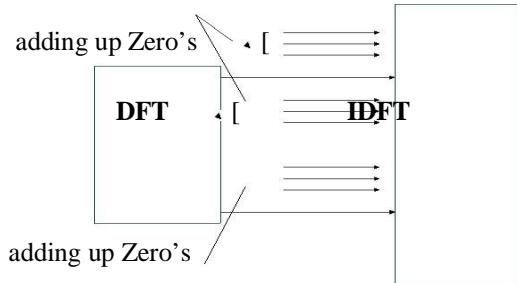 adding up Zero's [
DFT [ IDFT
adding up Zero's